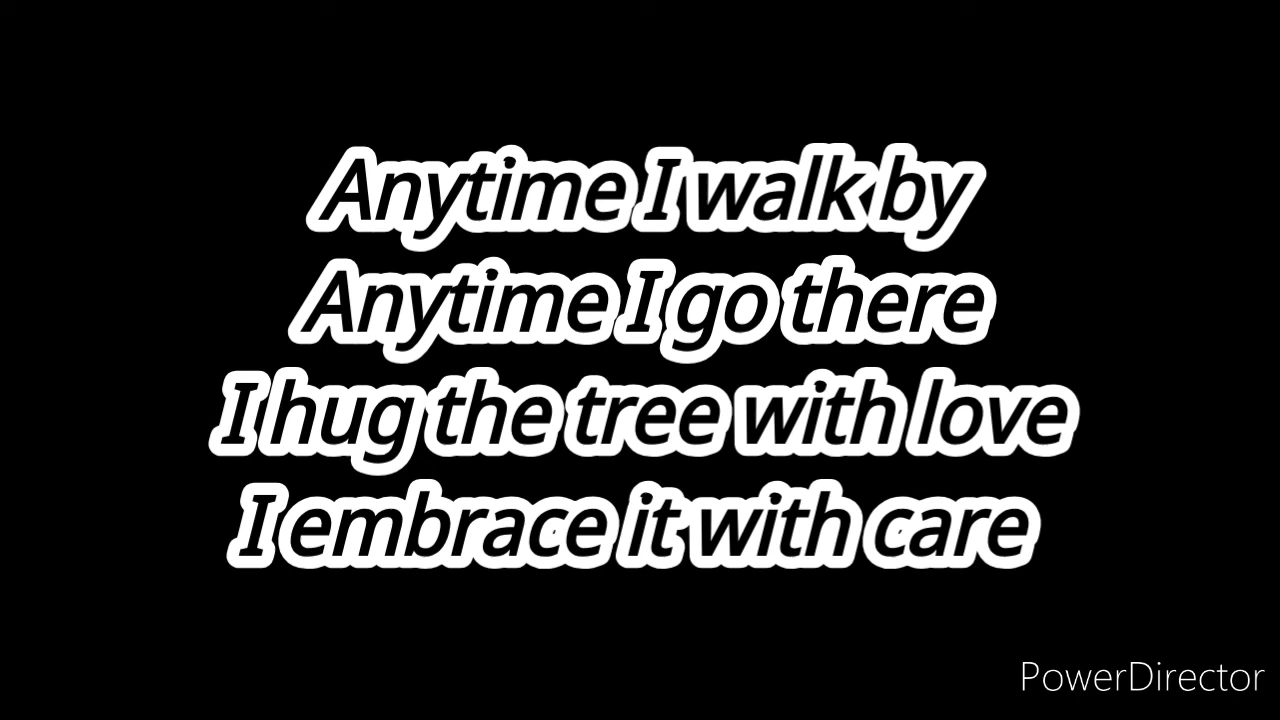 Anytime I walk by
Anytime I go there
I hug the tree with love
I embrace it with care
PowerDirector